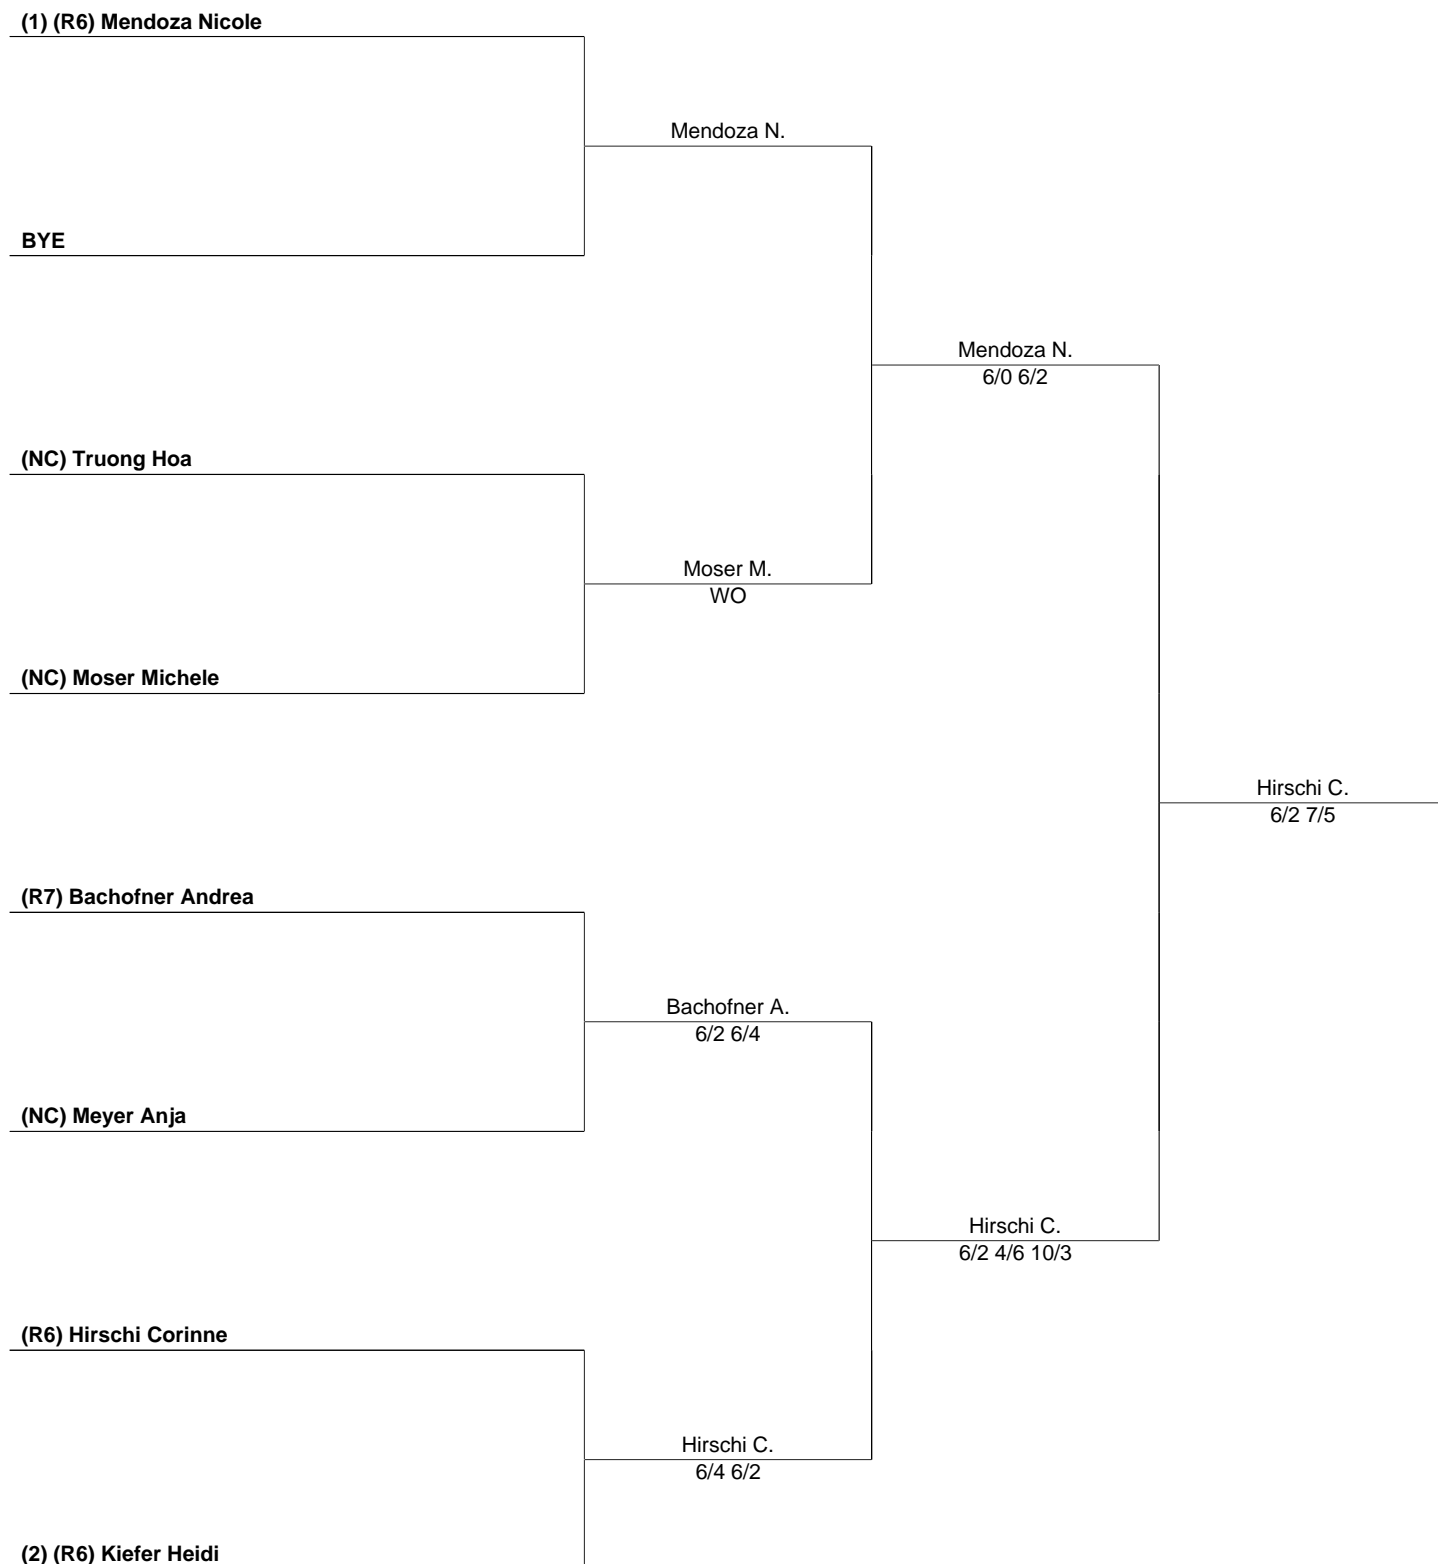 (1) (R6) Mendoza Nicole
Mendoza N.
BYE
Mendoza N.
6/0 6/2
(NC) Truong Hoa
Moser M.
WO
(NC) Moser Michele
Hirschi C.
6/2 7/5
(R7) Bachofner Andrea
Bachofner A.
6/2 6/4
(NC) Meyer Anja
Hirschi C.
6/2 4/6 10/3
(R6) Hirschi Corinne
Hirschi C.
6/4 6/2
(2) (R6) Kiefer Heidi